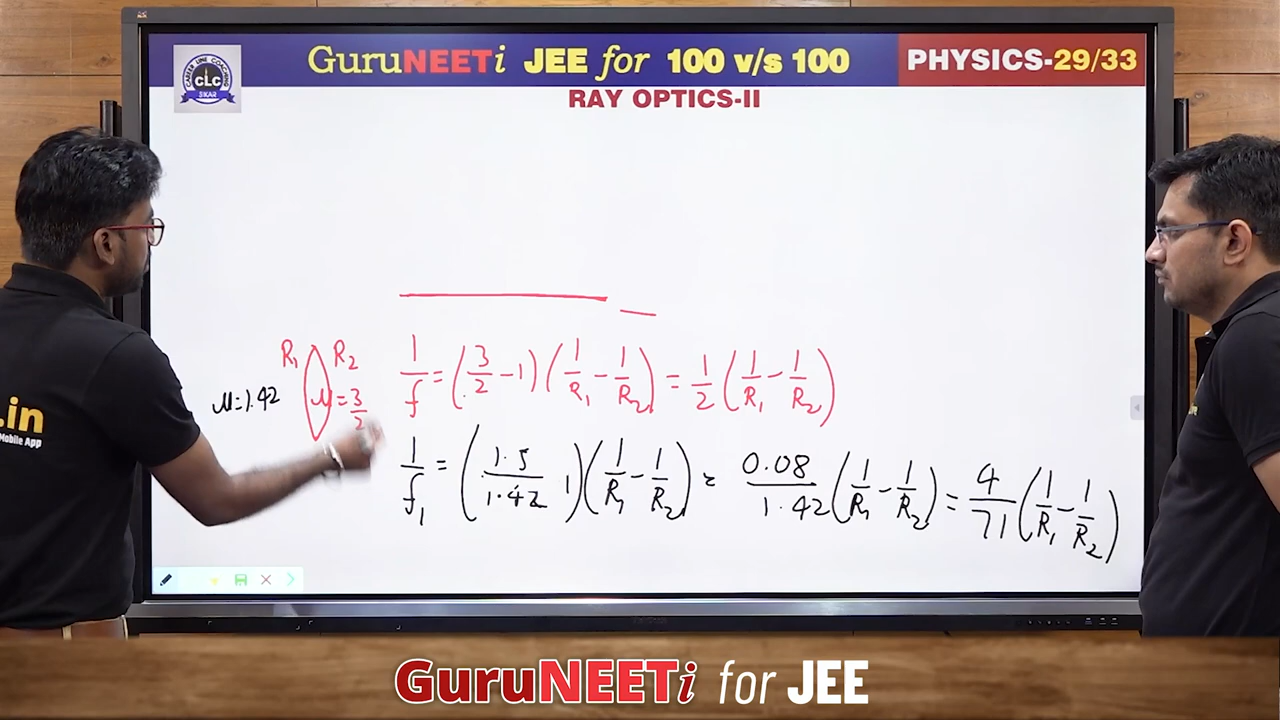 GuruNEETi JEE for 100 v/s 100
PHYSICS-29/33
CLC
SIKAR
RAY OPTICS-II
R₁ R₂
μ=1.42
μ=3/2
1/f = (3/2 - 1)(1/R₁ - 1/R₂) = 1/2 (1/R₁ - 1/R₂)
1/f₁ = (1.5/1.42 1)(1/R₁ - 1/R₂) = 0.08/1.42 (1/R₁ - 1/R₂) = 4/71 (1/R₁ - 1/R₂)
.in
Mobile App
GuruNEETi for JEE